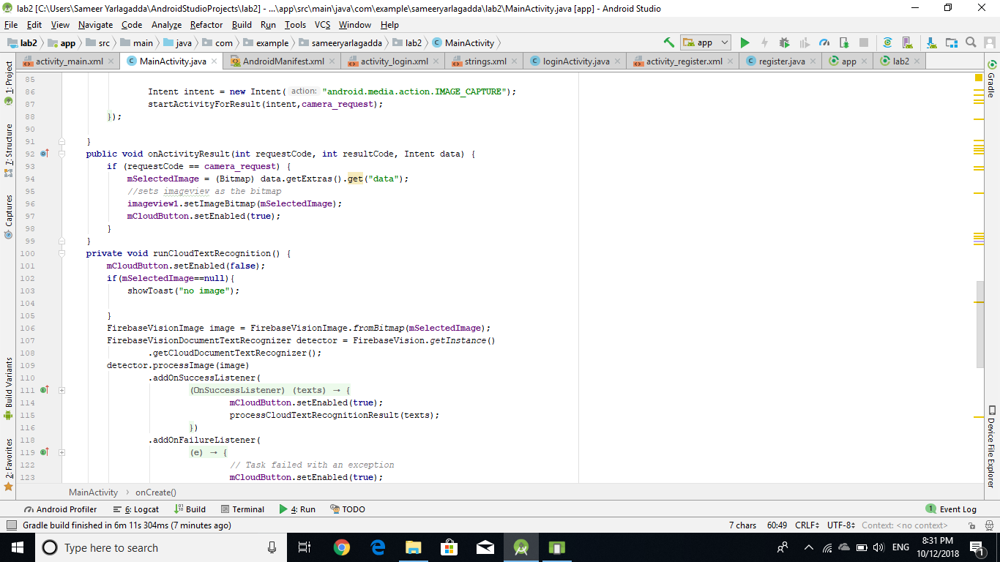 lab2 [C:\Users\Sameer Yarlagadda\AndroidStudioProjects\lab2] - ...\app\src\main\java\com\example\sameeryarlagadda\lab2\MainActivity.java [app] - Android Studio
File Edit View Navigate Code Analyze Refactor Build Run Tools VCS Window Help
lab2 app src main java com example sameeryarlagadda lab2 MainActivity app
activity_main.xml MainActivity.java AndroidManifest.xml activity_login.xml strings.xml loginActivity.java activity_register.xml register.java app lab2
1: Project
7: Structure
Captures
Build Variants
2: Favorites
85
86 Intent intent = new Intent( action: "android.media.action.IMAGE_CAPTURE");
87 startActivityForResult(intent,camera_request);
88 });
90
91 }
92 public void onActivityResult(int requestCode, int resultCode, Intent data) {
93 if (requestCode == camera_request) {
94 mSelectedImage = (Bitmap) data.getExtras().get("data");
95 //sets imageview as the bitmap
96 imageview1.setImageBitmap(mSelectedImage);
97 mCloudButton.setEnabled(true);
98 }
99 }
100 private void runCloudTextRecognition() {
101 mCloudButton.setEnabled(false);
102 if(mSelectedImage==null){
103 showToast("no image");
104
105 }
106 FirebaseVisionImage image = FirebaseVisionImage.fromBitmap(mSelectedImage);
107 FirebaseVisionDocumentTextRecognizer detector = FirebaseVision.getInstance()
108 .getCloudDocumentTextRecognizer();
109 detector.processImage(image)
110 .addOnSuccessListener(
111 (OnSuccessListener) (texts) → {
114 mCloudButton.setEnabled(true);
115 processCloudTextRecognitionResult(texts);
116 })
118 .addOnFailureListener(
119 (e) → {
122 // Task failed with an exception
123 mCloudButton.setEnabled(true);
Gradle
Device File Explorer
MainActivity › onCreate()
Android Profiler 6: Logcat Build Terminal 4: Run TODO 1 Event Log
Gradle build finished in 6m 11s 304ms (7 minutes ago) 7 chars 60:49 CRLF UTF-8 Context: <no context>
Type here to search ENG 8:31 PM
10/12/2018 1